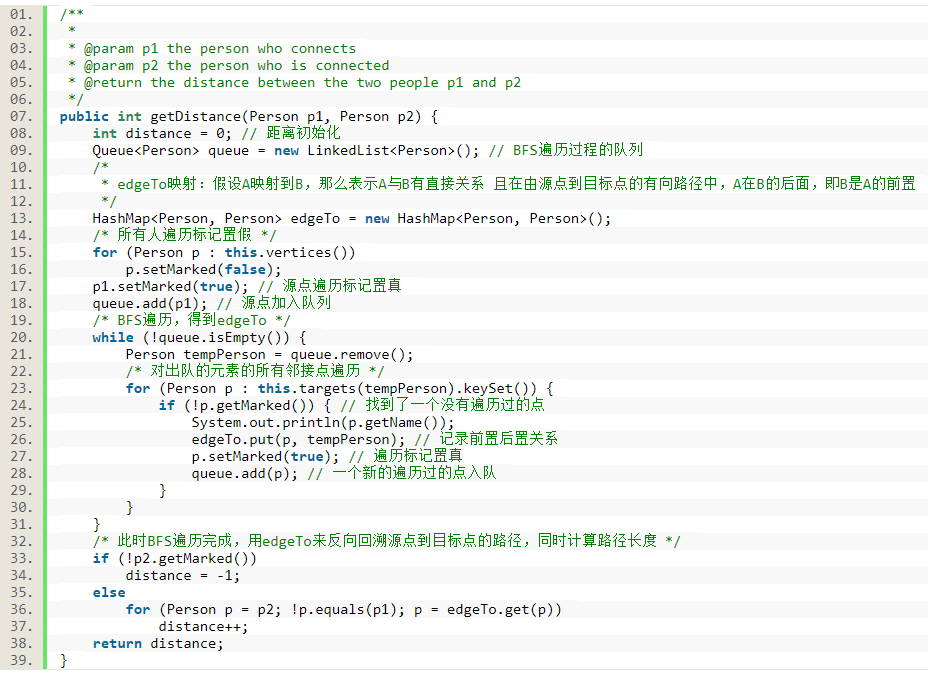 01. /**
02.  *
03.  * @param p1 the person who connects
04.  * @param p2 the person who is connected
05.  * @return the distance between the two people p1 and p2
06.  */
07. public int getDistance(Person p1, Person p2) {
08.     int distance = 0; // 距离初始化
09.     Queue<Person> queue = new LinkedList<Person>(); // BFS遍历过程的队列
10.     /*
11.      * edgeTo映射：假设A映射到B，那么表示A与B有直接关系 且在由源点到目标点的有向路径中，A在B的后面，即B是A的前置
12.      */
13.     HashMap<Person, Person> edgeTo = new HashMap<Person, Person>();
14.     /* 所有人遍历标记置假 */
15.     for (Person p : this.vertices())
16.         p.setMarked(false);
17.     p1.setMarked(true); // 源点遍历标记置真
18.     queue.add(p1); // 源点加入队列
19.     /* BFS遍历，得到edgeTo */
20.     while (!queue.isEmpty()) {
21.         Person tempPerson = queue.remove();
22.         /* 对出队的元素的所有邻接点遍历 */
23.         for (Person p : this.targets(tempPerson).keySet()) {
24.             if (!p.getMarked()) { // 找到了一个没有遍历过的点
25.                 System.out.println(p.getName());
26.                 edgeTo.put(p, tempPerson); // 记录前置后置关系
27.                 p.setMarked(true); // 遍历标记置真
28.                 queue.add(p); // 一个新的遍历过的点入队
29.             }
30.         }
31.     }
32.     /* 此时BFS遍历完成，用edgeTo来反向回溯源点到目标点的路径，同时计算路径长度 */
33.     if (!p2.getMarked())
34.         distance = -1;
35.     else
36.         for (Person p = p2; !p.equals(p1); p = edgeTo.get(p))
37.             distance++;
38.     return distance;
39. }